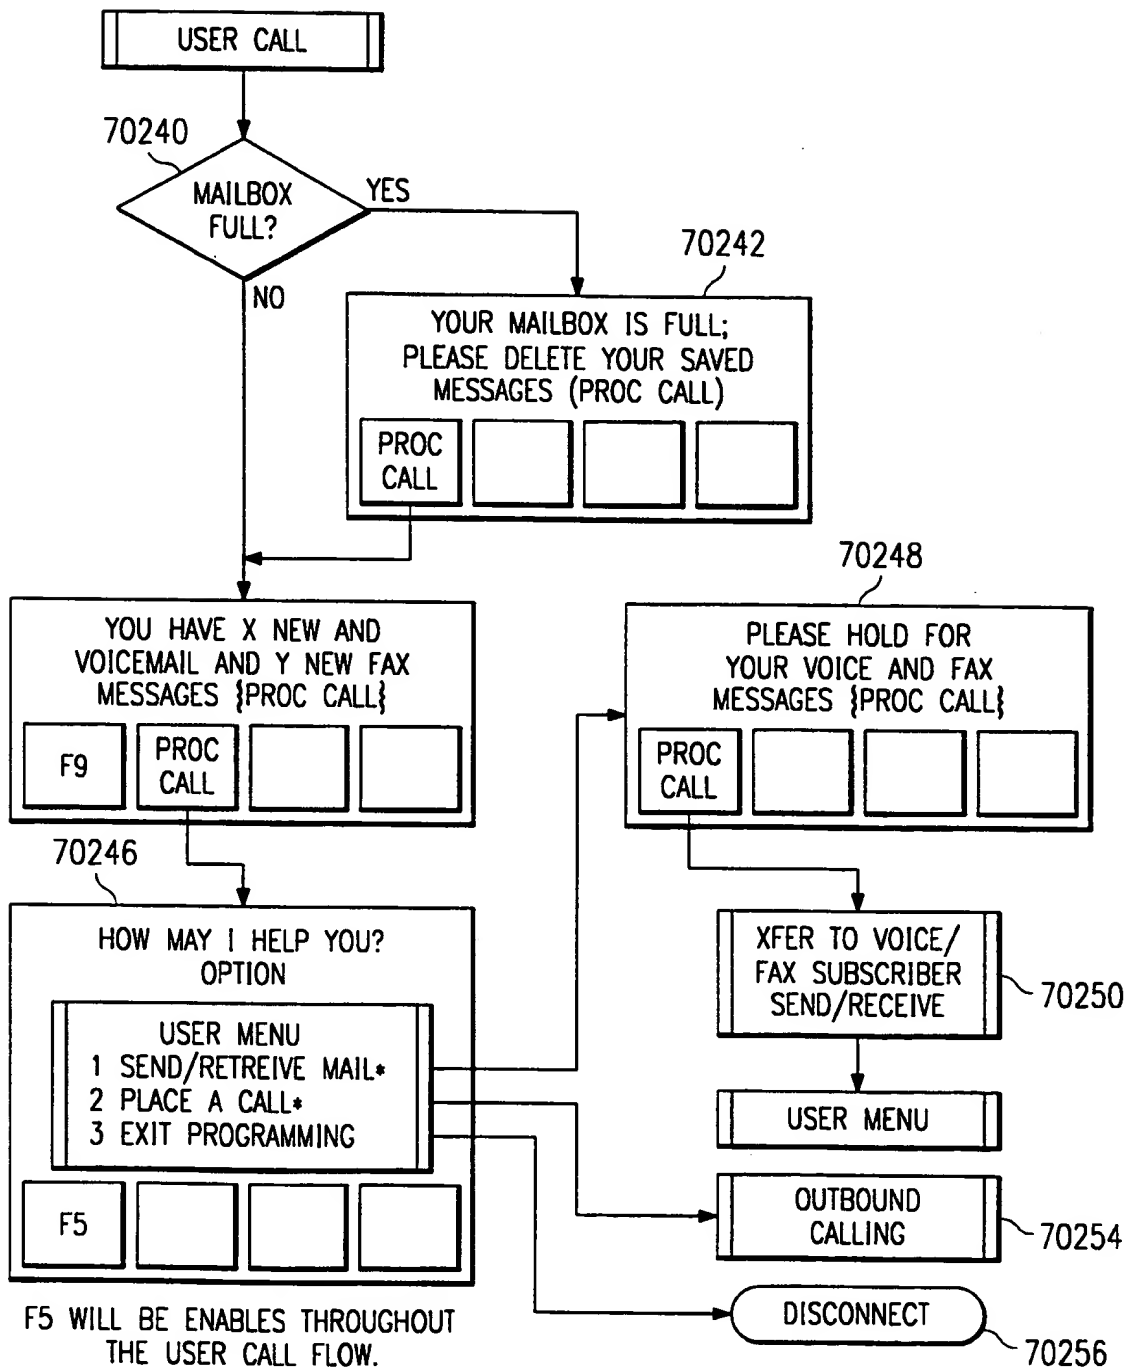 USER CALL
70240
MAILBOX
FULL?
YES
NO
70242
YOUR MAILBOX IS FULL;
PLEASE DELETE YOUR SAVED
MESSAGES (PROC CALL)
PROC
CALL
YOU HAVE X NEW AND
VOICEMAIL AND Y NEW FAX
MESSAGES {PROC CALL}
F9
PROC
CALL
70248
PLEASE HOLD FOR
YOUR VOICE AND FAX
MESSAGES {PROC CALL}
PROC
CALL
70246
HOW MAY I HELP YOU?
OPTION
USER MENU
1 SEND/RETREIVE MAIL*
2 PLACE A CALL*
3 EXIT PROGRAMMING
F5
XFER TO VOICE/
FAX SUBSCRIBER
SEND/RECEIVE
70250
USER MENU
OUTBOUND
CALLING
70254
DISCONNECT
70256
F5 WILL BE ENABLES THROUGHOUT
THE USER CALL FLOW.